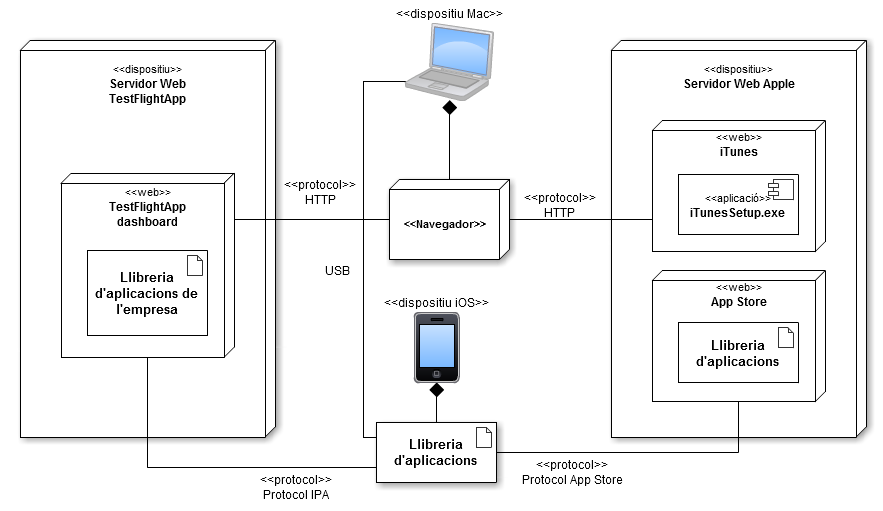 <<dispositiu Mac>>
<<dispositiu>>
Servidor Web
TestFlightApp
<<web>>
TestFlightApp
dashboard
Llibreria
d'aplicacions de
l'empresa
<<protocol>>
HTTP
USB
<<Navegador>>
<<protocol>>
HTTP
<<dispositiu>>
Servidor Web Apple
<<web>>
iTunes
<<aplicació>>
iTunesSetup.exe
<<web>>
App Store
Llibreria
d'aplicacions
<<dispositiu iOS>>
Llibreria
d'aplicacions
<<protocol>>
Protocol IPA
<<protocol>>
Protocol App Store